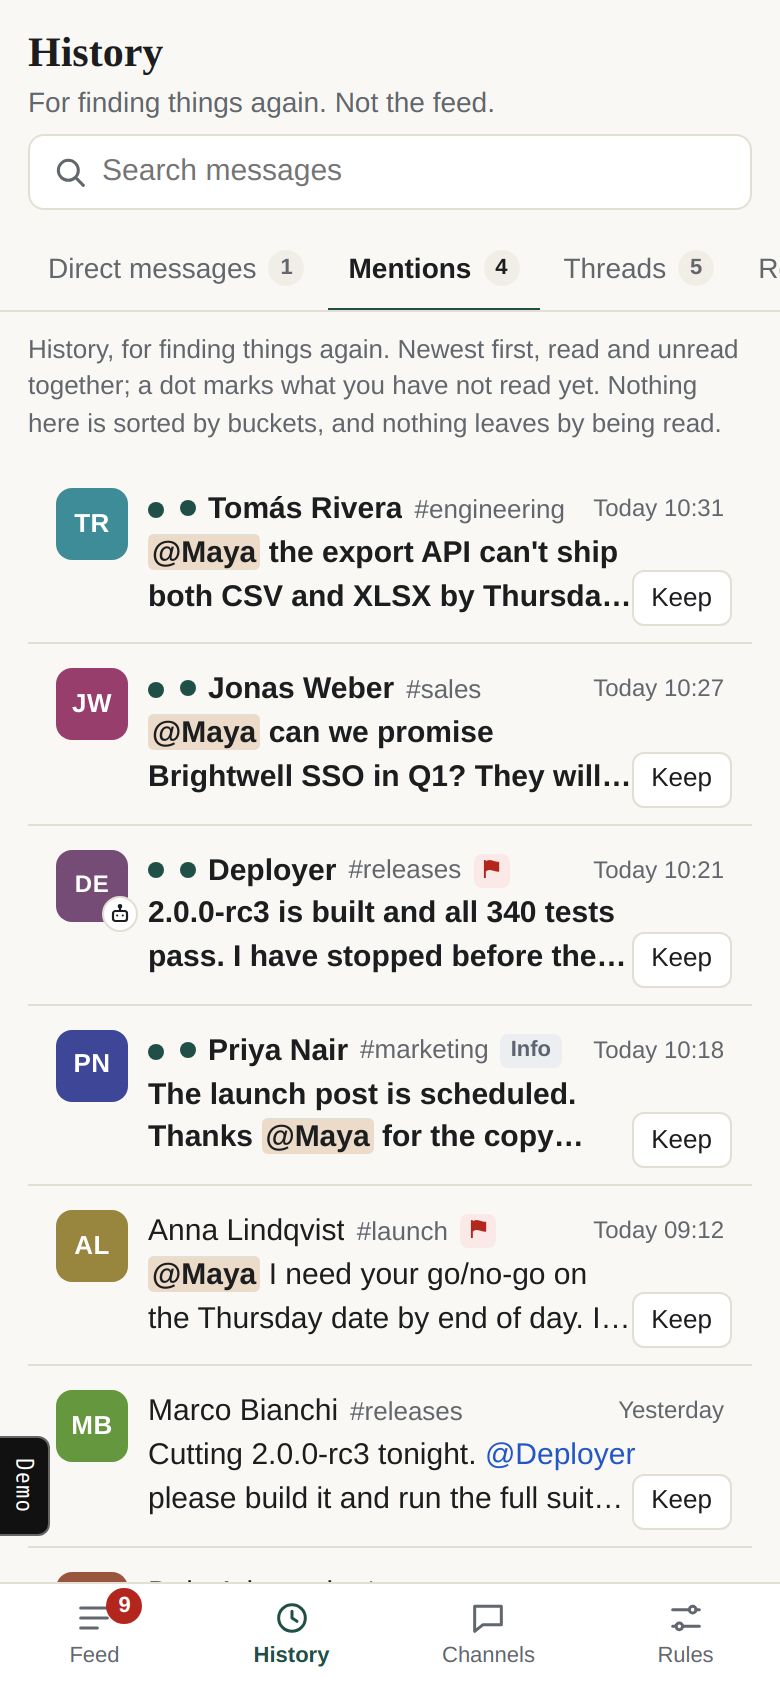 History
For finding things again. Not the feed.
Search messages
Direct messages 1 Mentions 4 Threads 5
History, for finding things again. Newest first, read and unread
together; a dot marks what you have not read yet. Nothing
here is sorted by buckets, and nothing leaves by being read.
TR Tomás Rivera #engineering Today 10:31
@Maya the export API can't ship
both CSV and XLSX by Thursda…
Keep
JW Jonas Weber #sales Today 10:27
@Maya can we promise
Brightwell SSO in Q1? They will…
Keep
DE Deployer #releases Today 10:21
2.0.0-rc3 is built and all 340 tests
pass. I have stopped before the…
Keep
PN Priya Nair #marketing Info Today 10:18
The launch post is scheduled.
Thanks @Maya for the copy…
Keep
AL Anna Lindqvist #launch Today 09:12
@Maya I need your go/no-go on
the Thursday date by end of day. I…
Keep
MB Marco Bianchi #releases Yesterday
Cutting 2.0.0-rc3 tonight. @Deployer
please build it and run the full suit…
Keep
Demo
9
Feed History Channels Rules